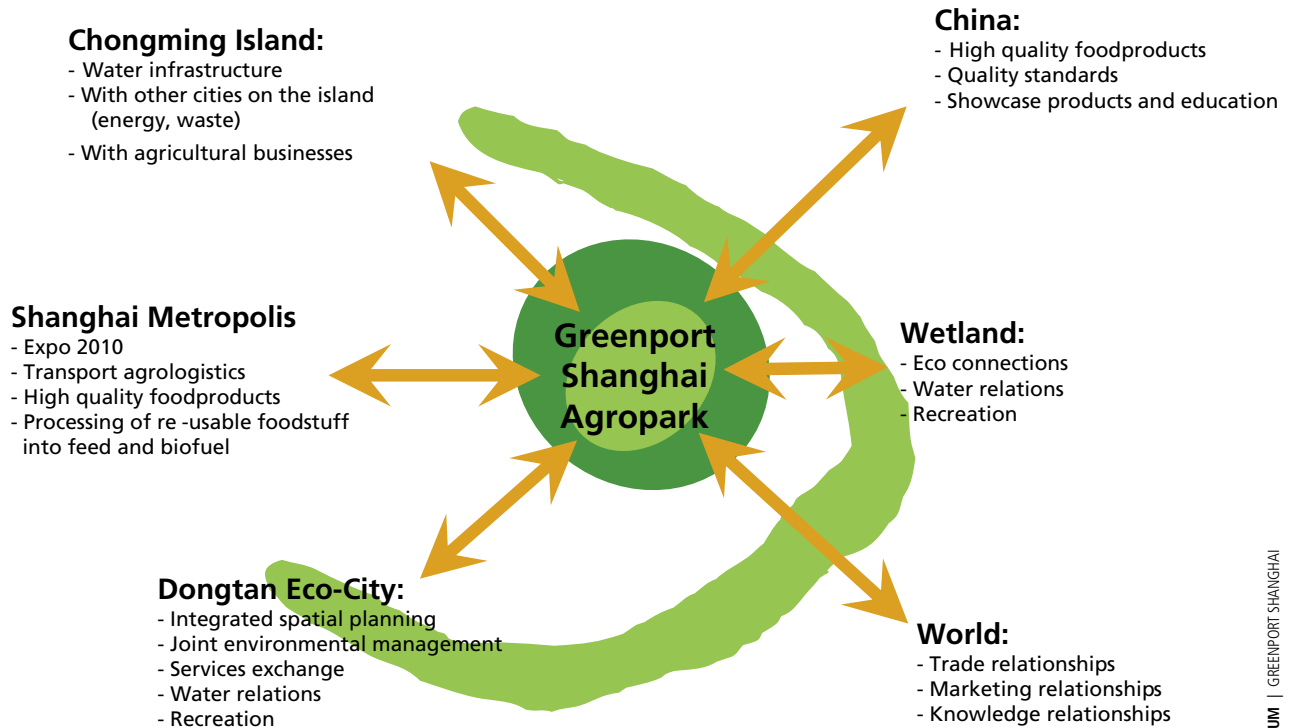 Chongming Island:
- Water infrastructure
- With other cities on the island
(energy, waste)
- With agricultural businesses
China:
- High quality foodproducts
- Quality standards
- Showcase products and education
Shanghai Metropolis
- Expo 2010
- Transport agrologistics
- High quality foodproducts
- Processing of re -usable foodstuff
into feed and biofuel
Greenport
Shanghai
Agropark
Wetland:
- Eco connections
- Water relations
- Recreation
Dongtan Eco-City:
- Integrated spatial planning
- Joint environmental management
- Services exchange
- Water relations
- Recreation
World:
- Trade relationships
- Marketing relationships
- Knowledge relationships
UM | GREENPORT SHANGHAI